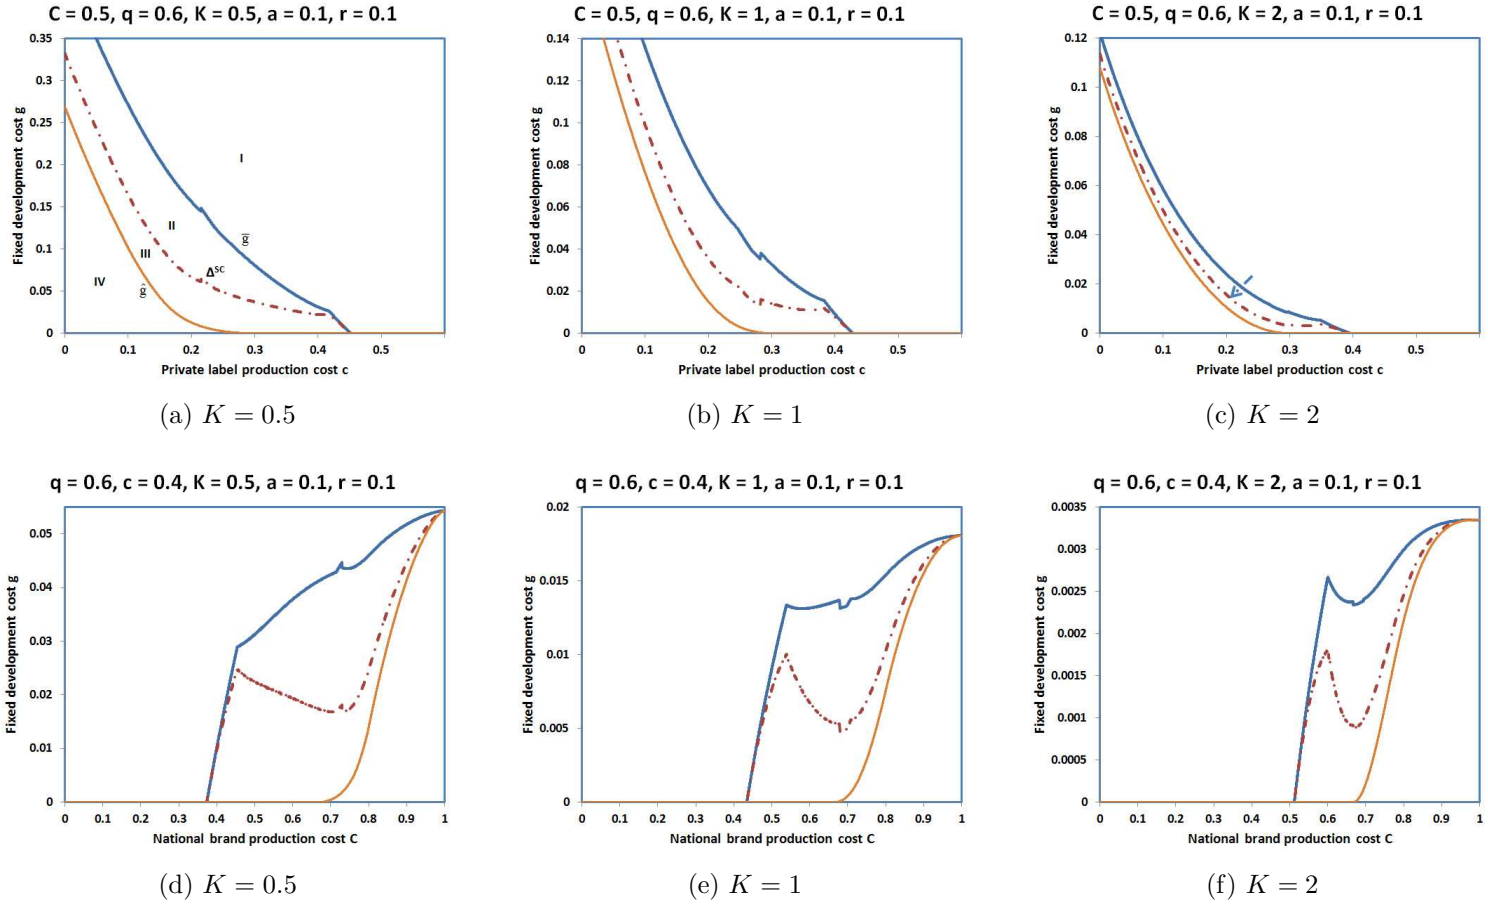 C = 0.5, q = 0.6, K = 0.5, a = 0.1, r = 0.1
Fixed development cost g
0.35
0.3
0.25
0.2
0.15
0.1
0.05
0
I
II
III
IV
g̅
Δ^SC
ĝ
0 0.1 0.2 0.3 0.4 0.5
Private label production cost c
(a) K = 0.5
C = 0.5, q = 0.6, K = 1, a = 0.1, r = 0.1
Fixed development cost g
0.14
0.12
0.1
0.08
0.06
0.04
0.02
0
0 0.1 0.2 0.3 0.4 0.5
Private label production cost c
(b) K = 1
C = 0.5, q = 0.6, K = 2, a = 0.1, r = 0.1
Fixed development cost g
0.12
0.1
0.08
0.06
0.04
0.02
0
0 0.1 0.2 0.3 0.4 0.5
Private label production cost c
(c) K = 2
q = 0.6, c = 0.4, K = 0.5, a = 0.1, r = 0.1
Fixed development cost g
0.05
0.04
0.03
0.02
0.01
0
0 0.1 0.2 0.3 0.4 0.5 0.6 0.7 0.8 0.9 1
National brand production cost C
(d) K = 0.5
q = 0.6, c = 0.4, K = 1, a = 0.1, r = 0.1
Fixed development cost g
0.02
0.015
0.01
0.005
0
0 0.1 0.2 0.3 0.4 0.5 0.6 0.7 0.8 0.9 1
National brand production cost C
(e) K = 1
q = 0.6, c = 0.4, K = 2, a = 0.1, r = 0.1
Fixed development cost g
0.0035
0.003
0.0025
0.002
0.0015
0.001
0.0005
0
0 0.1 0.2 0.3 0.4 0.5 0.6 0.7 0.8 0.9 1
National brand production cost C
(f) K = 2